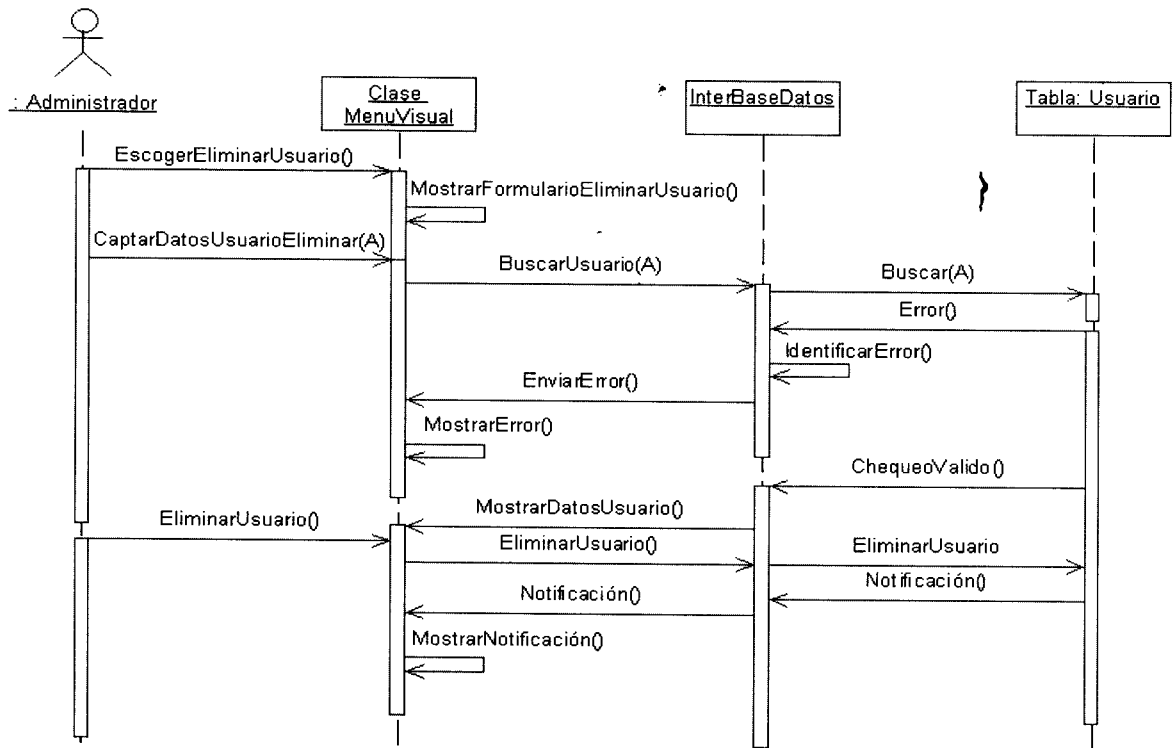 : Administrador
Clase
MenuVisual
InterBaseDatos
Tabla: Usuario
EscogerEliminarUsuario()
MostrarFormularioEliminarUsuario()
CaptarDatosUsuarioEliminar(A)
BuscarUsuario(A)
Buscar(A)
Error()
IdentificarError()
EnviarError()
MostrarError()
ChequeoValido()
MostrarDatosUsuario()
EliminarUsuario()
EliminarUsuario()
EliminarUsuario
Notificación()
Notificación()
MostrarNotificación()